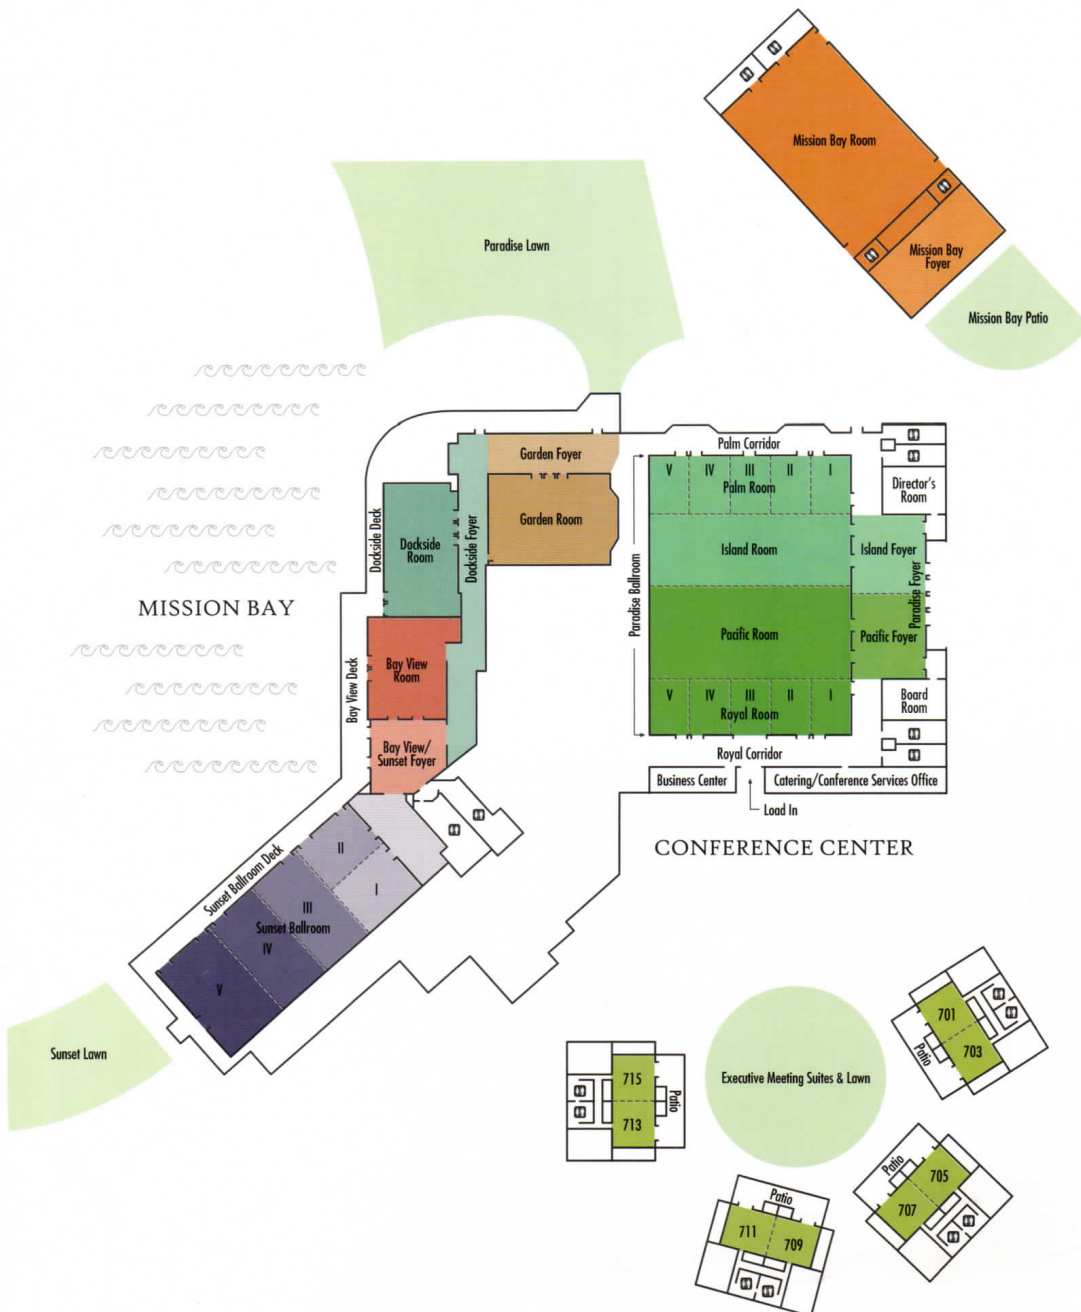 Mission Bay Room
Mission Bay
Foyer
Mission Bay Patio
Paradise Lawn
Palm Corridor
Garden Foyer
V
IV
III
II
I
Palm Room
Director's
Room
Garden Room
Dockside Deck
Dockside
Room
Dockside Foyer
Island Room
Island Foyer
Paradise Ballroom
Paradise Foyer
MISSION BAY
Pacific Room
Pacific Foyer
Bay View Deck
Bay View
Room
V
IV
III
II
I
Royal Room
Board
Room
Bay View/
Sunset Foyer
Royal Corridor
Business Center
Catering/Conference Services Office
Load In
CONFERENCE CENTER
Sunset Ballroom Deck
II
I
III
Sunset Ballroom
IV
V
Sunset Lawn
Executive Meeting Suites & Lawn
701
703
Patio
715
713
Patio
705
707
Patio
Patio
711
709